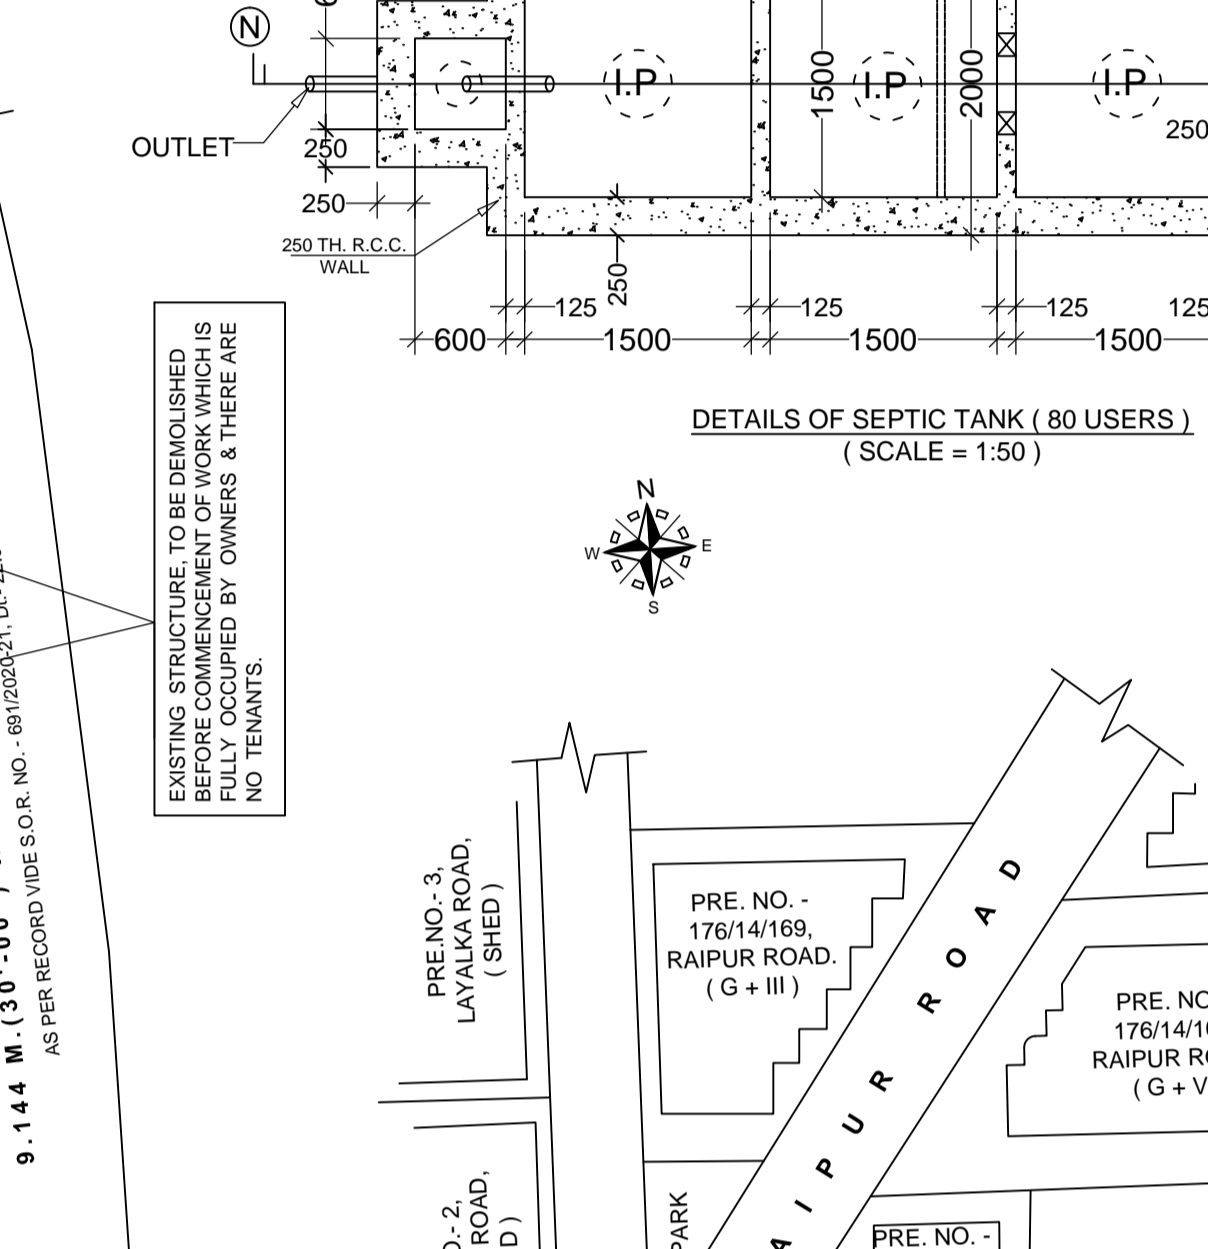 N
OUTLET
250
250
250 TH. R.C.C.
WALL
I.P
I.P
I.P
1500
2000
250
250
125
125
125
125
600
1500
1500
1500
DETAILS OF SEPTIC TANK ( 80 USERS )
( SCALE = 1:50 )
N
W
E
S
EXISTING STRUCTURE, TO BE DEMOLISHED
BEFORE COMMENCEMENT OF WORK WHICH IS
FULLY OCCUPIED BY OWNERS & THERE ARE
NO TENANTS.
9.144 M.(30'-00")
AS PER RECORD VIDE S.O.R. NO. - 691/2020-21, Dt.-
PRE.NO.- 3,
LAYALKA ROAD,
( SHED )
PRE. NO. -
176/14/169,
RAIPUR ROAD.
( G + III )
RAIPUR ROAD
PRE. NO
176/14/1
RAIPUR R
( G + V
.- 2,
ROAD,
D )
PARK
PRE. NO. -